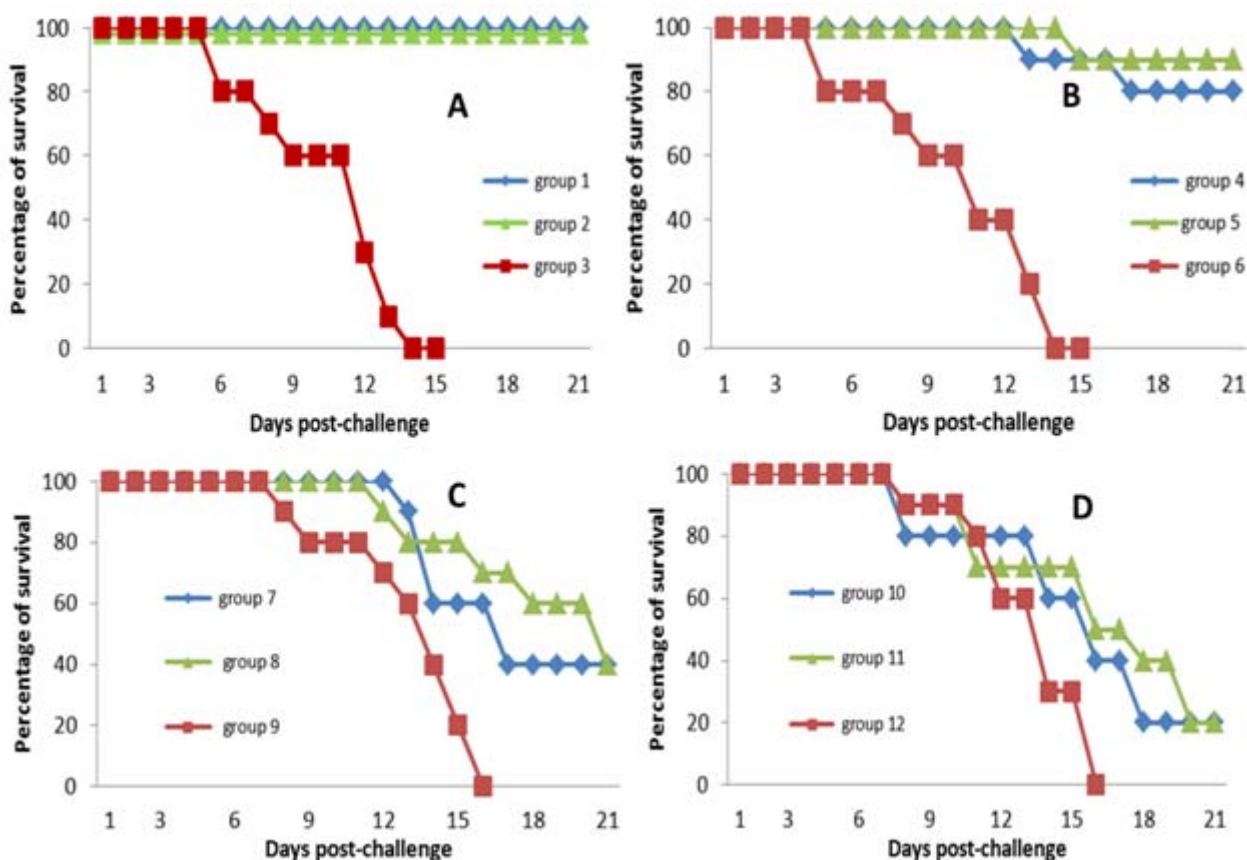 Percentage of survival
100
80
60
40
20
0
A
group 1
group 2
group 3
1 3 6 9 12 15 18 21
Days post-challenge
Percentage of survival
100
80
60
40
20
0
B
group 4
group 5
group 6
1 3 6 9 12 15 18 21
Days post-challenge
Percentage of survival
100
80
60
40
20
0
C
group 7
group 8
group 9
1 3 6 9 12 15 18 21
Days post-challenge
Percentage of survival
100
80
60
40
20
0
D
group 10
group 11
group 12
1 3 6 9 12 15 18 21
Days post-challenge